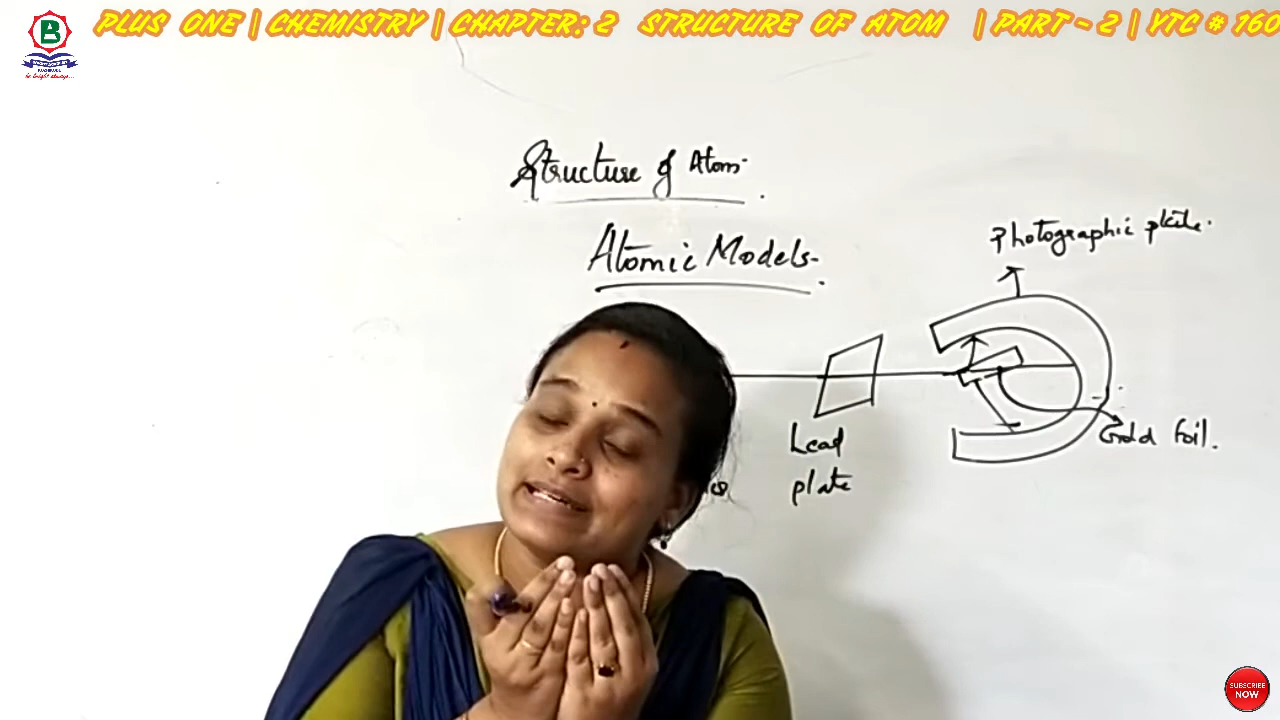 PLUS ONE | CHEMISTRY | CHAPTER: 2 STRUCTURE OF ATOM | PART - 2 | YTC # 160
B
Structure of Atom.
Atomic Models.
Photographic plate.
Lead
plate
Gold foil.
SUBSCRIBE
NOW